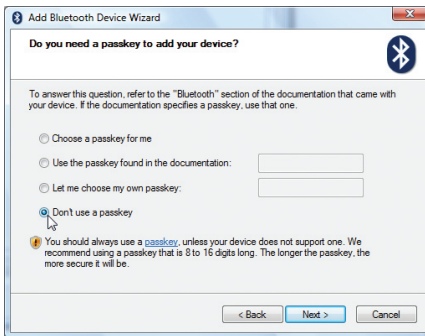 Add Bluetooth Device Wizard
Do you need a passkey to add your device?
To answer this question, refer to the "Bluetooth" section of the documentation that came with
your device. If the documentation specifies a passkey, use that one.
Choose a passkey for me
Use the passkey found in the documentation:
Let me choose my own passkey:
Don't use a passkey
You should always use a passkey, unless your device does not support one. We
recommend using a passkey that is 8 to 16 digits long. The longer the passkey, the
more secure it will be.
< Back Next > Cancel